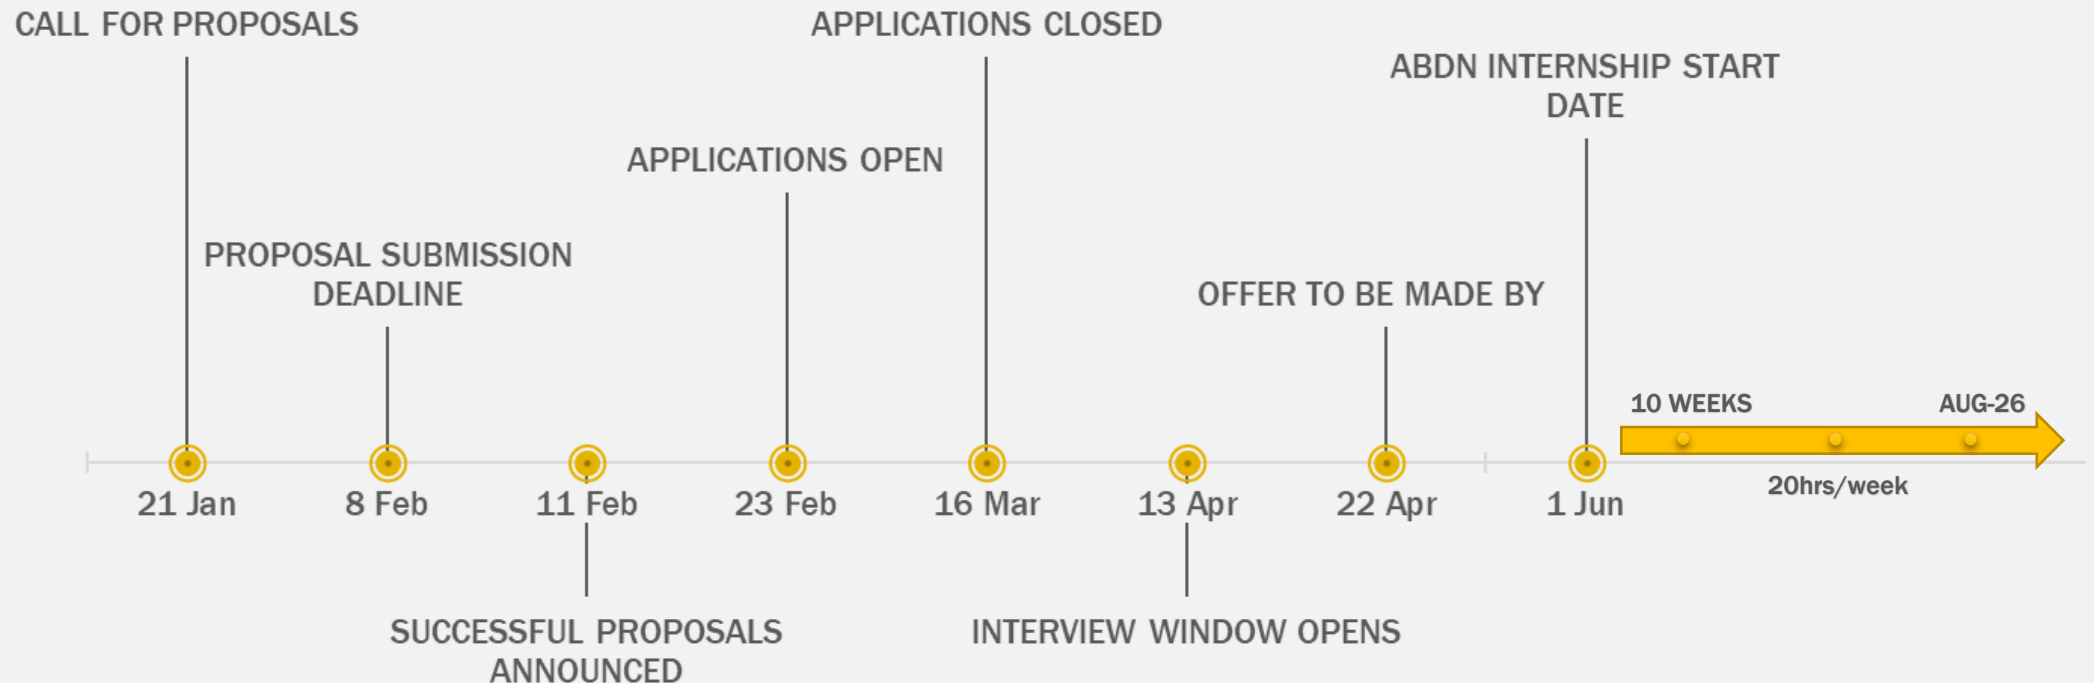 CALL FOR PROPOSALS
APPLICATIONS CLOSED
ABDN INTERNSHIP START
DATE
APPLICATIONS OPEN
PROPOSAL SUBMISSION
DEADLINE
OFFER TO BE MADE BY
10 WEEKS
AUG-26
20hrs/week
21 Jan
8 Feb
11 Feb
23 Feb
16 Mar
13 Apr
22 Apr
1 Jun
SUCCESSFUL PROPOSALS
ANNOUNCED
INTERVIEW WINDOW OPENS